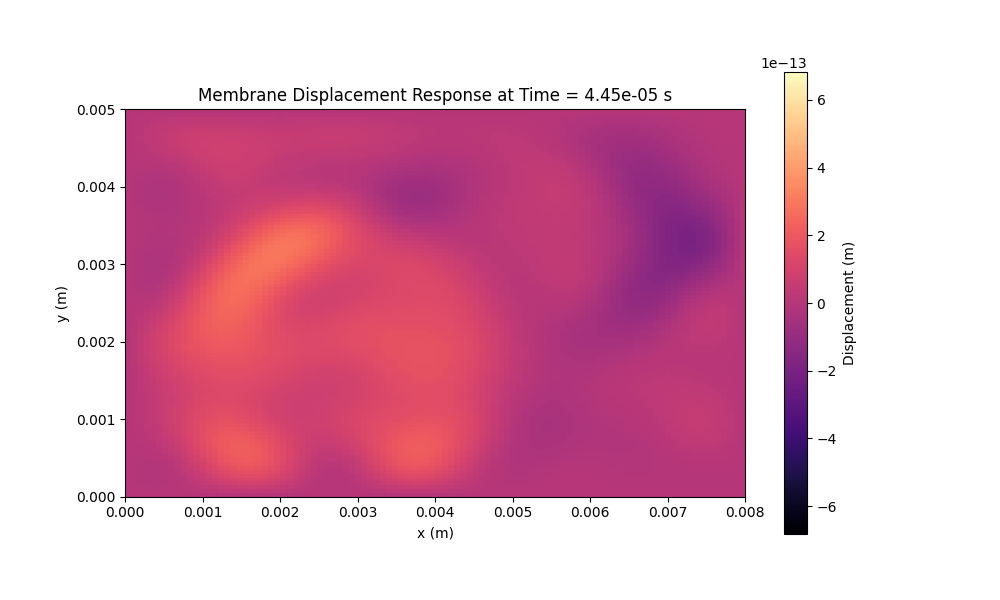 1e−13
Membrane Displacement Response at Time = 4.45e-05 s
0.005
0.004
0.003
0.002
0.001
0.000
y (m)
0.000 0.001 0.002 0.003 0.004 0.005 0.006 0.007 0.008
x (m)
6
4
2
0
−2
−4
−6
Displacement (m)